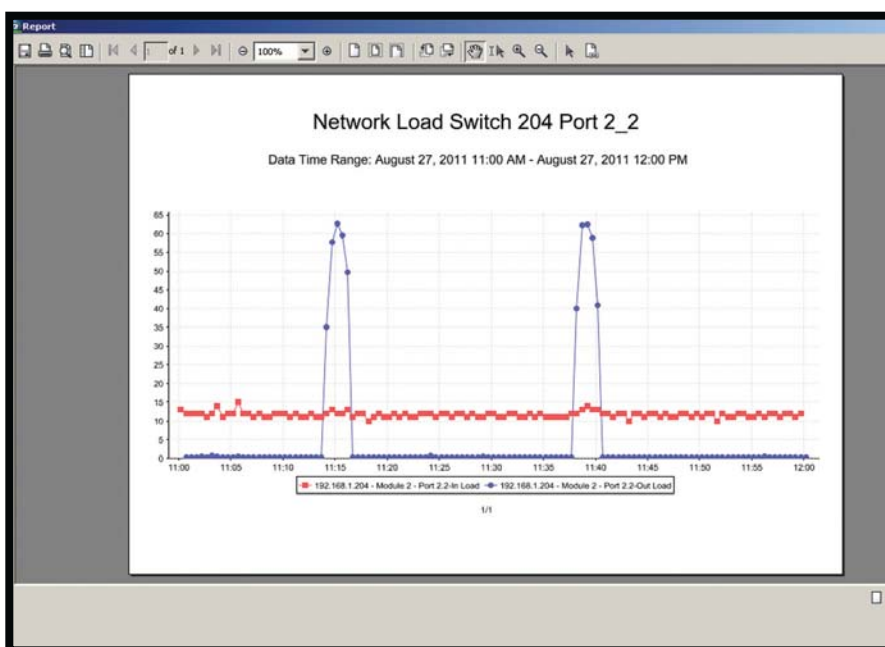 Report
1 of 1 100%
Network Load Switch 204 Port 2_2
Data Time Range: August 27, 2011 11:00 AM - August 27, 2011 12:00 PM
65
60
55
50
45
40
35
30
25
20
15
10
5
0
11:00 11:05 11:10 11:15 11:20 11:25 11:30 11:35 11:40 11:45 11:50 11:55 12:00
192.168.1.204 - Module 2 - Port 2.2-In Load 192.168.1.204 - Module 2 - Port 2.2-Out Load
1/1